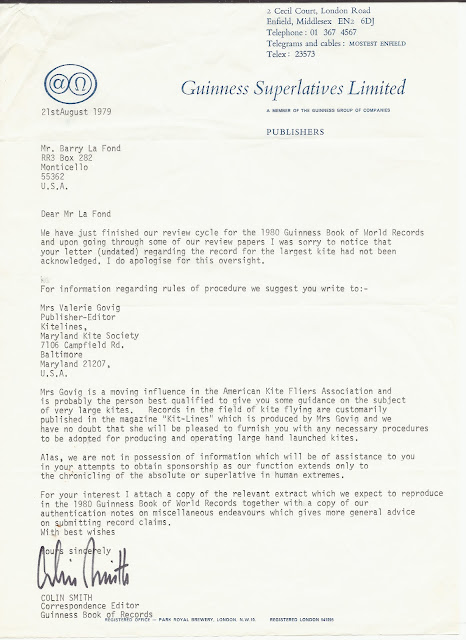 2 Cecil Court, London Road
Enfield, Middlesex EN2 6DJ
Telephone: 01 367 4567
Telegrams and cables: MOSTEST ENFIELD
Telex: 23573
@ Ω
Guinness Superlatives Limited
A MEMBER OF THE GUINNESS GROUP OF COMPANIES
PUBLISHERS
21stAugust 1979
Mr. Barry La Fond
RR3 Box 282
Monticello
55362
U.S.A.
Dear Mr La Fond
We have just finished our review cycle for the 1980 Guinness Book of World Records
and upon going through some of our review papers I was sorry to notice that
your letter (undated) regarding the record for the largest kite had not been
acknowledged. I do apologise for this oversight.
For information regarding rules of procedure we suggest you write to:-
Mrs Valerie Govig
Publisher-Editor
Kitelines,
Maryland Kite Society
7106 Campfield Rd.
Baltimore
Maryland 21207,
U.S.A.
Mrs Govig is a moving influence in the American Kite Fliers Association and
is probably the person best qualified to give you some guidance on the subject
of very large kites. Records in the field of kite flying are customarily
published in the magazine "Kit-Lines" which is produced by Mrs Govig and we
have no doubt that she will be pleased to furnish you with any necessary procedures
to be adopted for producing and operating large hand launched kites.
Alas, we are not in possession of information which will be of assistance to you
in your attempts to obtain sponsorship as our function extends only to
the chronicling of the absolute or superlative in human extremes.
For your interest I attach a copy of the relevant extract which we expect to reproduce
in the 1980 Guinness Book of World Records together with a copy of our
authentication notes on miscellaneous endeavours which gives more general advice
on submitting record claims.
With best wishes
Yours sincerely
Colin Smith
COLIN SMITH
Correspondence Editor
Guinness Book of Records
REGISTERED OFFICE – PARK ROYAL BREWERY, LONDON, N.W.10. REGISTERED LONDON